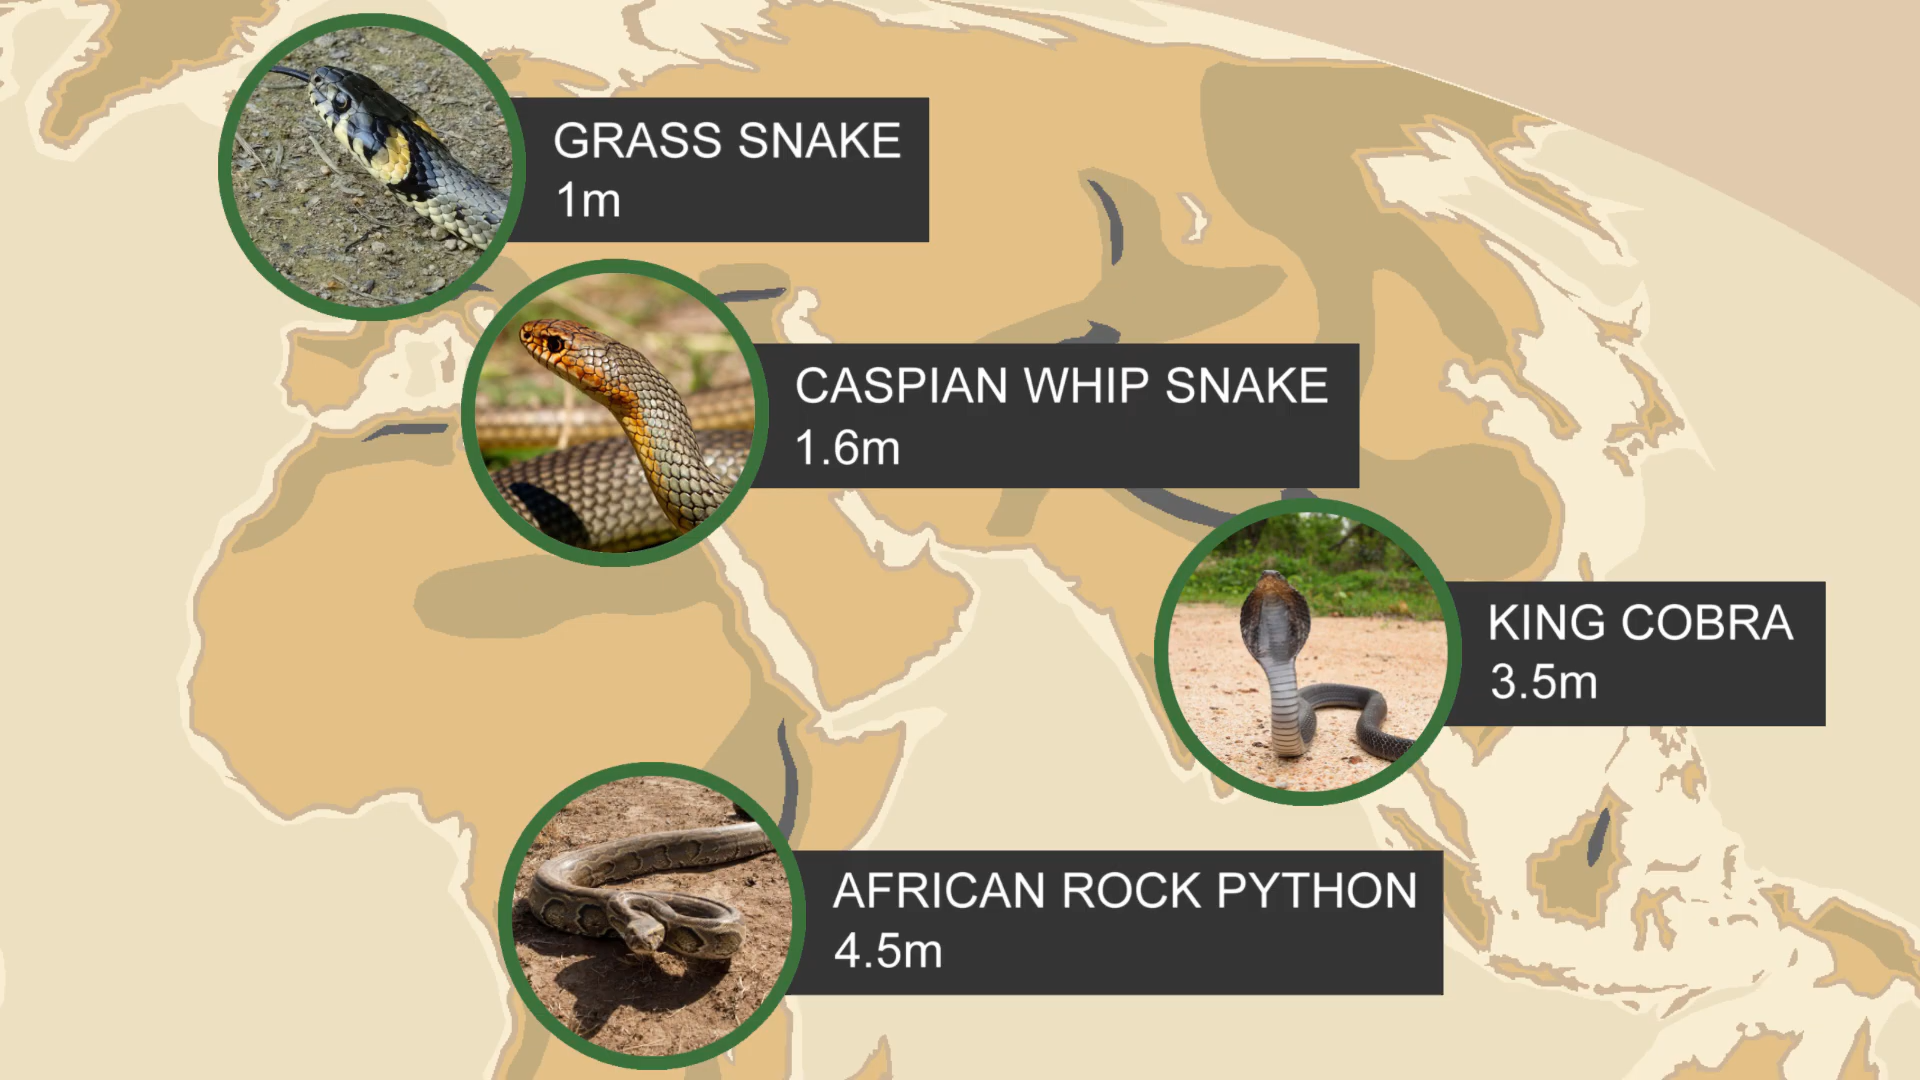 GRASS SNAKE
1m
CASPIAN WHIP SNAKE
1.6m
KING COBRA
3.5m
AFRICAN ROCK PYTHON
4.5m